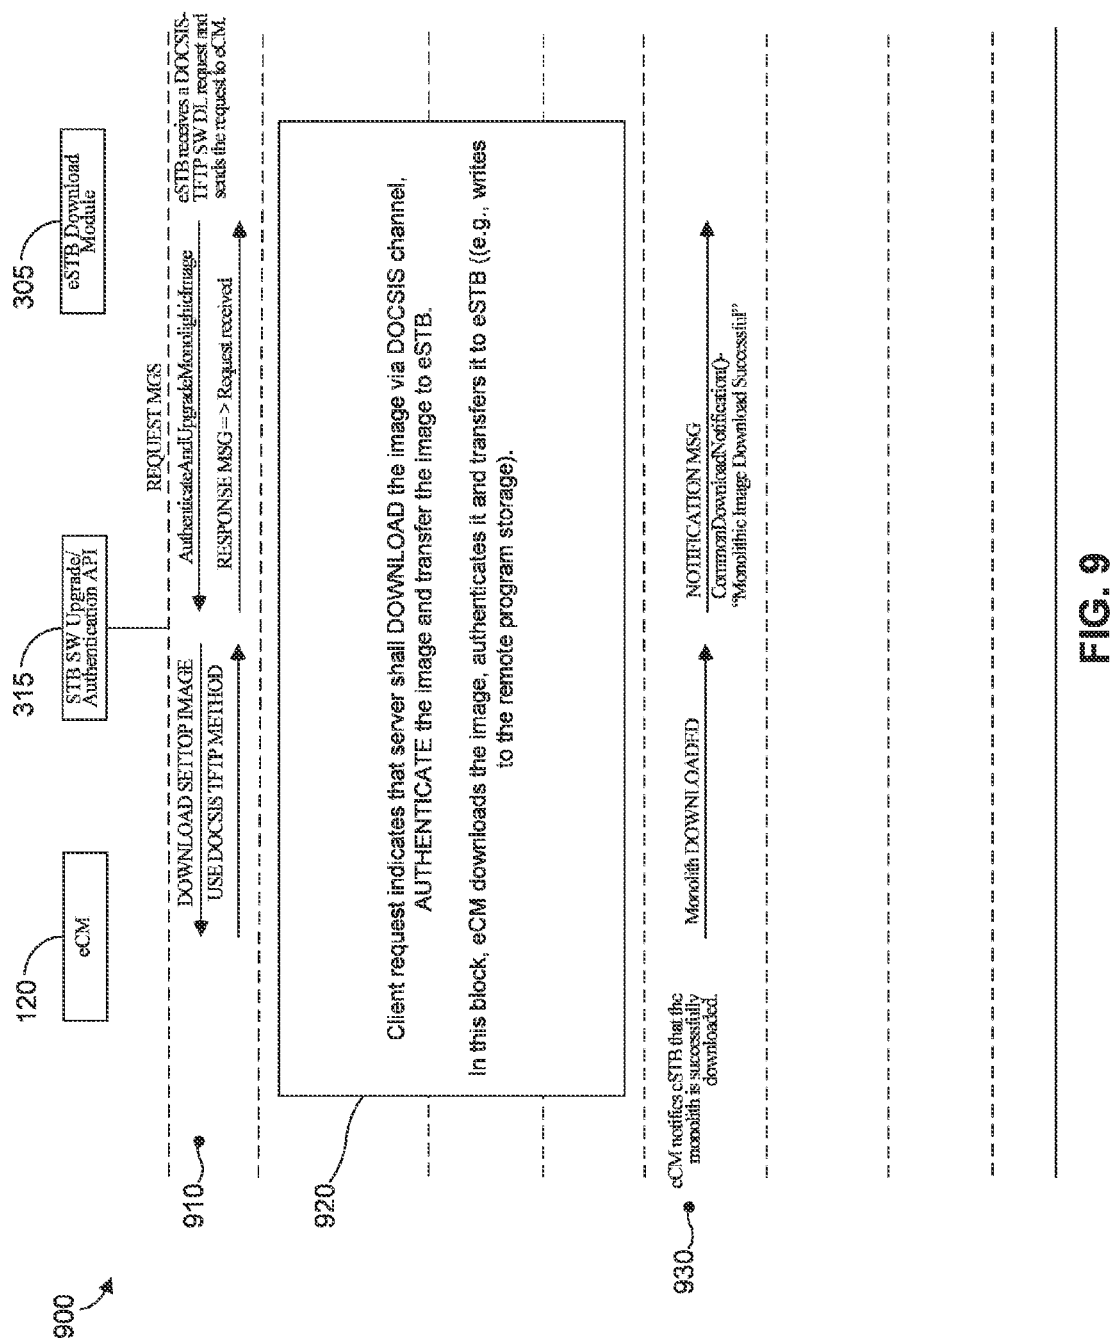 900
120
eCM
315
STB SW Upgrade/
Authentication API
305
eSTB Download
Module
910
DOWNLOAD SETTOP IMAGE
USE DOCSIS TFTP METHOD
REQUEST MGS
AuthenticateAndUpgradeMonolighicImage
RESPONSE MSG = > Request received
eSTB receives a DOCSIS-
TFTP SW DL request and
sends the request to eCM.
920
Client request indicates that server shall DOWNLOAD the image via DOCSIS channel,
AUTHENTICATE the image and transfer the image to eSTB.
In this block, eCM downloads the image, authenticates it and transfers it to eSTB ((e.g., writes
to the remote program storage).
930
eCM notifies eSTB that the
monolith is successfully
downloaded.
Monolith DOWNLOADED
NOTIFICATION MSG
CommonDownloadNotification()-
"Monolithic Image Download Successful"
FIG. 9